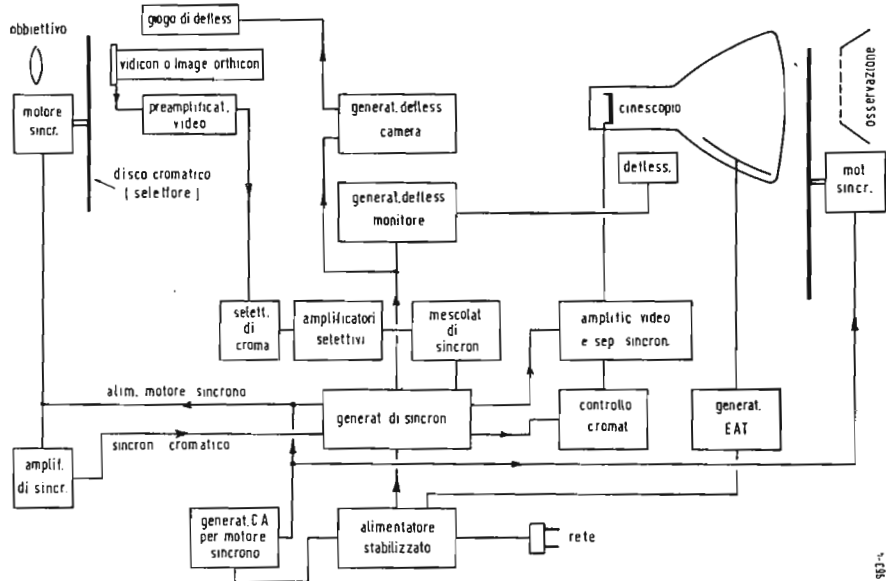 obbiettivo
gioga di defless
vidicon o image orthicon
motore
sincr.
preamplificat.
video
disco cromatico
( selettore )
generat. defless
camera
generat. defless
monitore
cinescopio
defless.
osservazione
mot
sincr.
selett.
di
croma
amplificatori
selettivi
mescolat
di
sincron
amplific video
e sep sincron.
alim. motore sincrono
generat di sincron
controllo
cromat
generat.
EAT
sincron cromatico
amplif.
di sincr.
generat. CA
per motore
sincrono
alimentatore
stabilizzato
rete